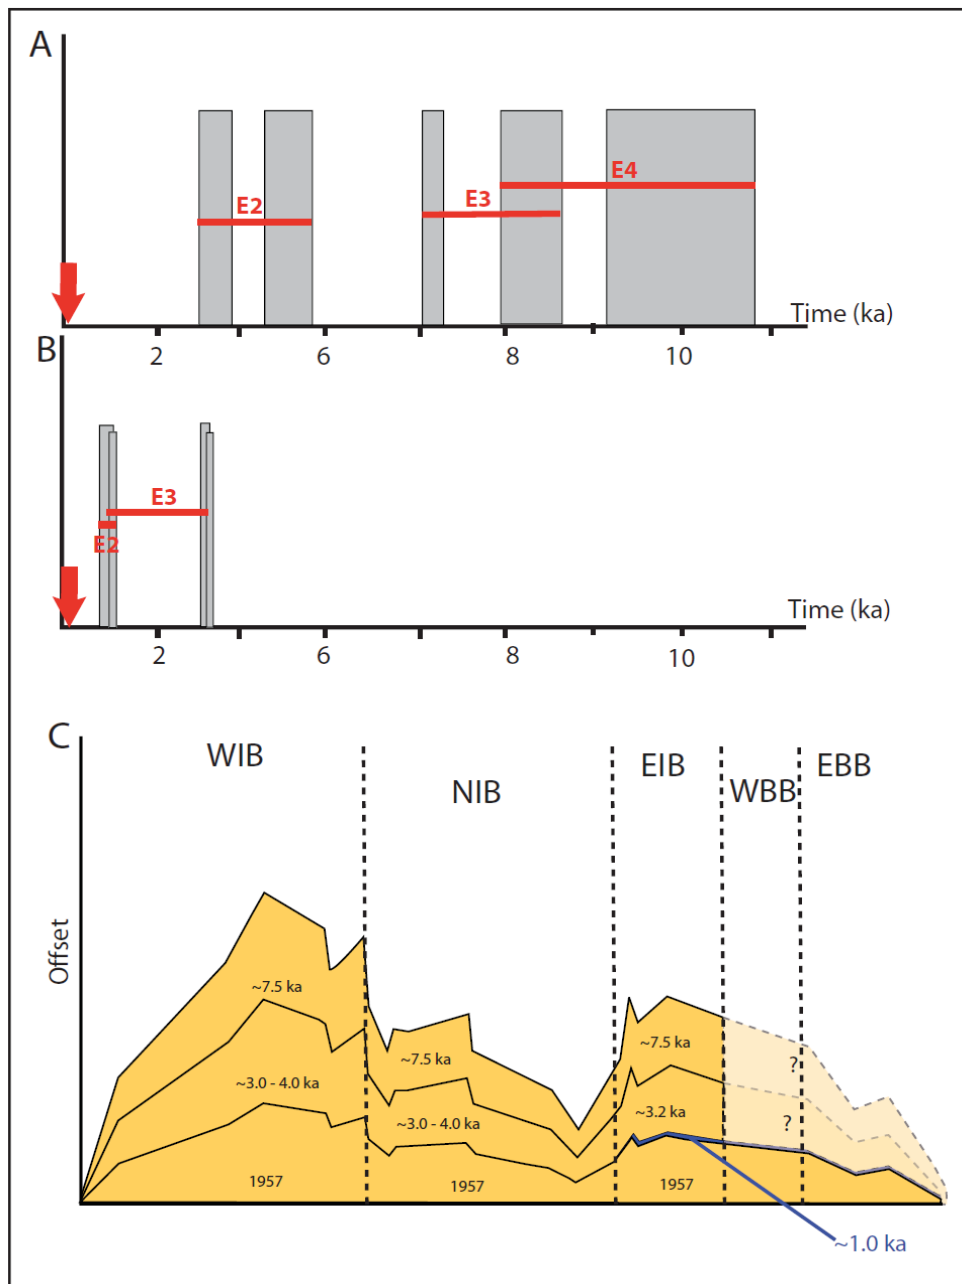 A
E2
E3
E4
Time (ka)
2 6 8 10
B
E3
E2
Time (ka)
2 6 8 10
C
WIB
NIB
EIB
WBB
EBB
Offset
~7.5 ka
~7.5 ka
~7.5 ka
?
~3.0 - 4.0 ka
~3.0 - 4.0 ka
~3.2 ka
?
1957
1957
1957
~1.0 ka